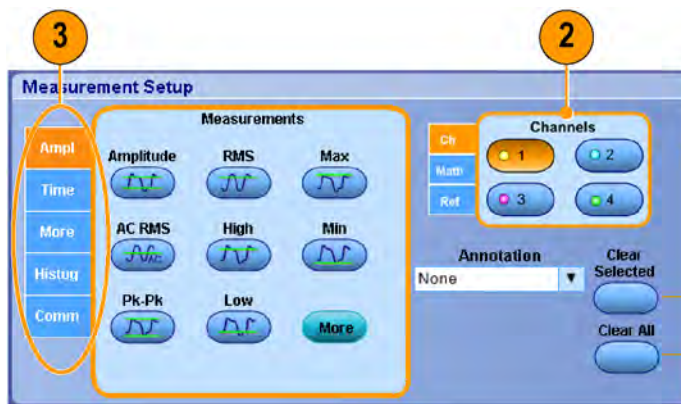 3
2
Measurement Setup
Measurements
Ampl
Time
More
Histog
Comm
Amplitude
RMS
Max
AC RMS
High
Min
Pk-Pk
Low
More
Ch
Math
Ref
Channels
1
2
3
4
Annotation
None
Clear
Selected
Clear All